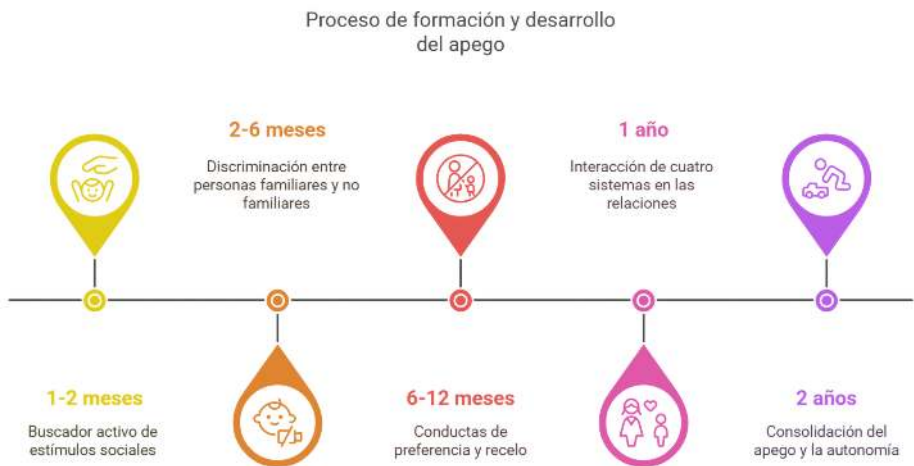 Proceso de formación y desarrollo
del apego
1-2 meses
Buscador activo de
estímulos sociales
2-6 meses
Discriminación entre
personas familiares y no
familiares
6-12 meses
Conductas de
preferencia y recelo
1 año
Interacción de cuatro
sistemas en las
relaciones
2 años
Consolidación del
apego y la autonomía